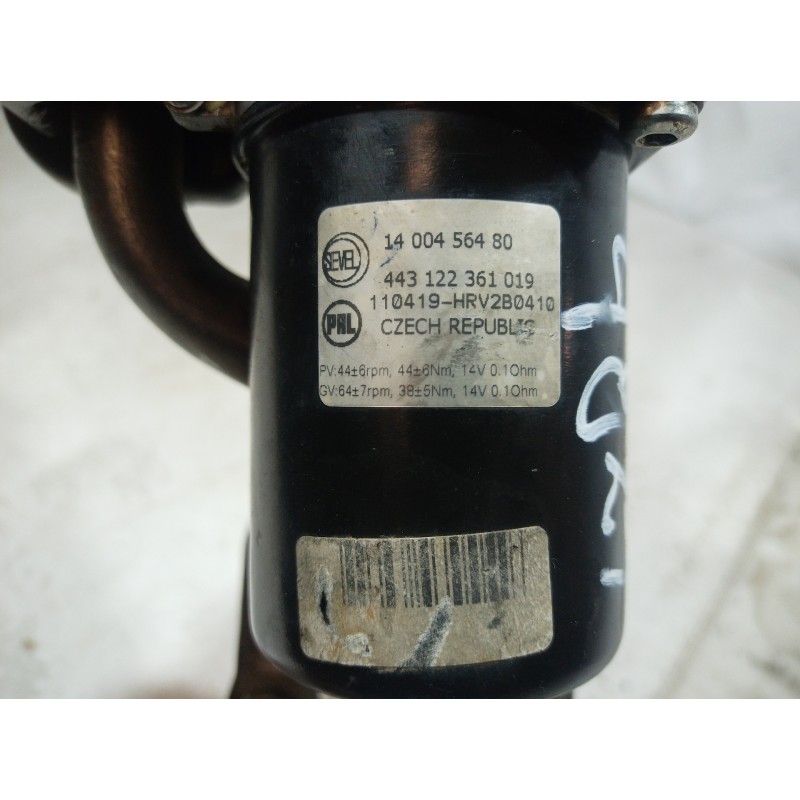 14 004 564 80
SEVEL
443 122 361 019
110419-HRV2B0410
PAL
CZECH REPUBLIC
PV:44±6rpm, 44±6Nm, 14V 0.1Ohm
GV:64±7rpm, 38±5Nm, 14V 0.1Ohm